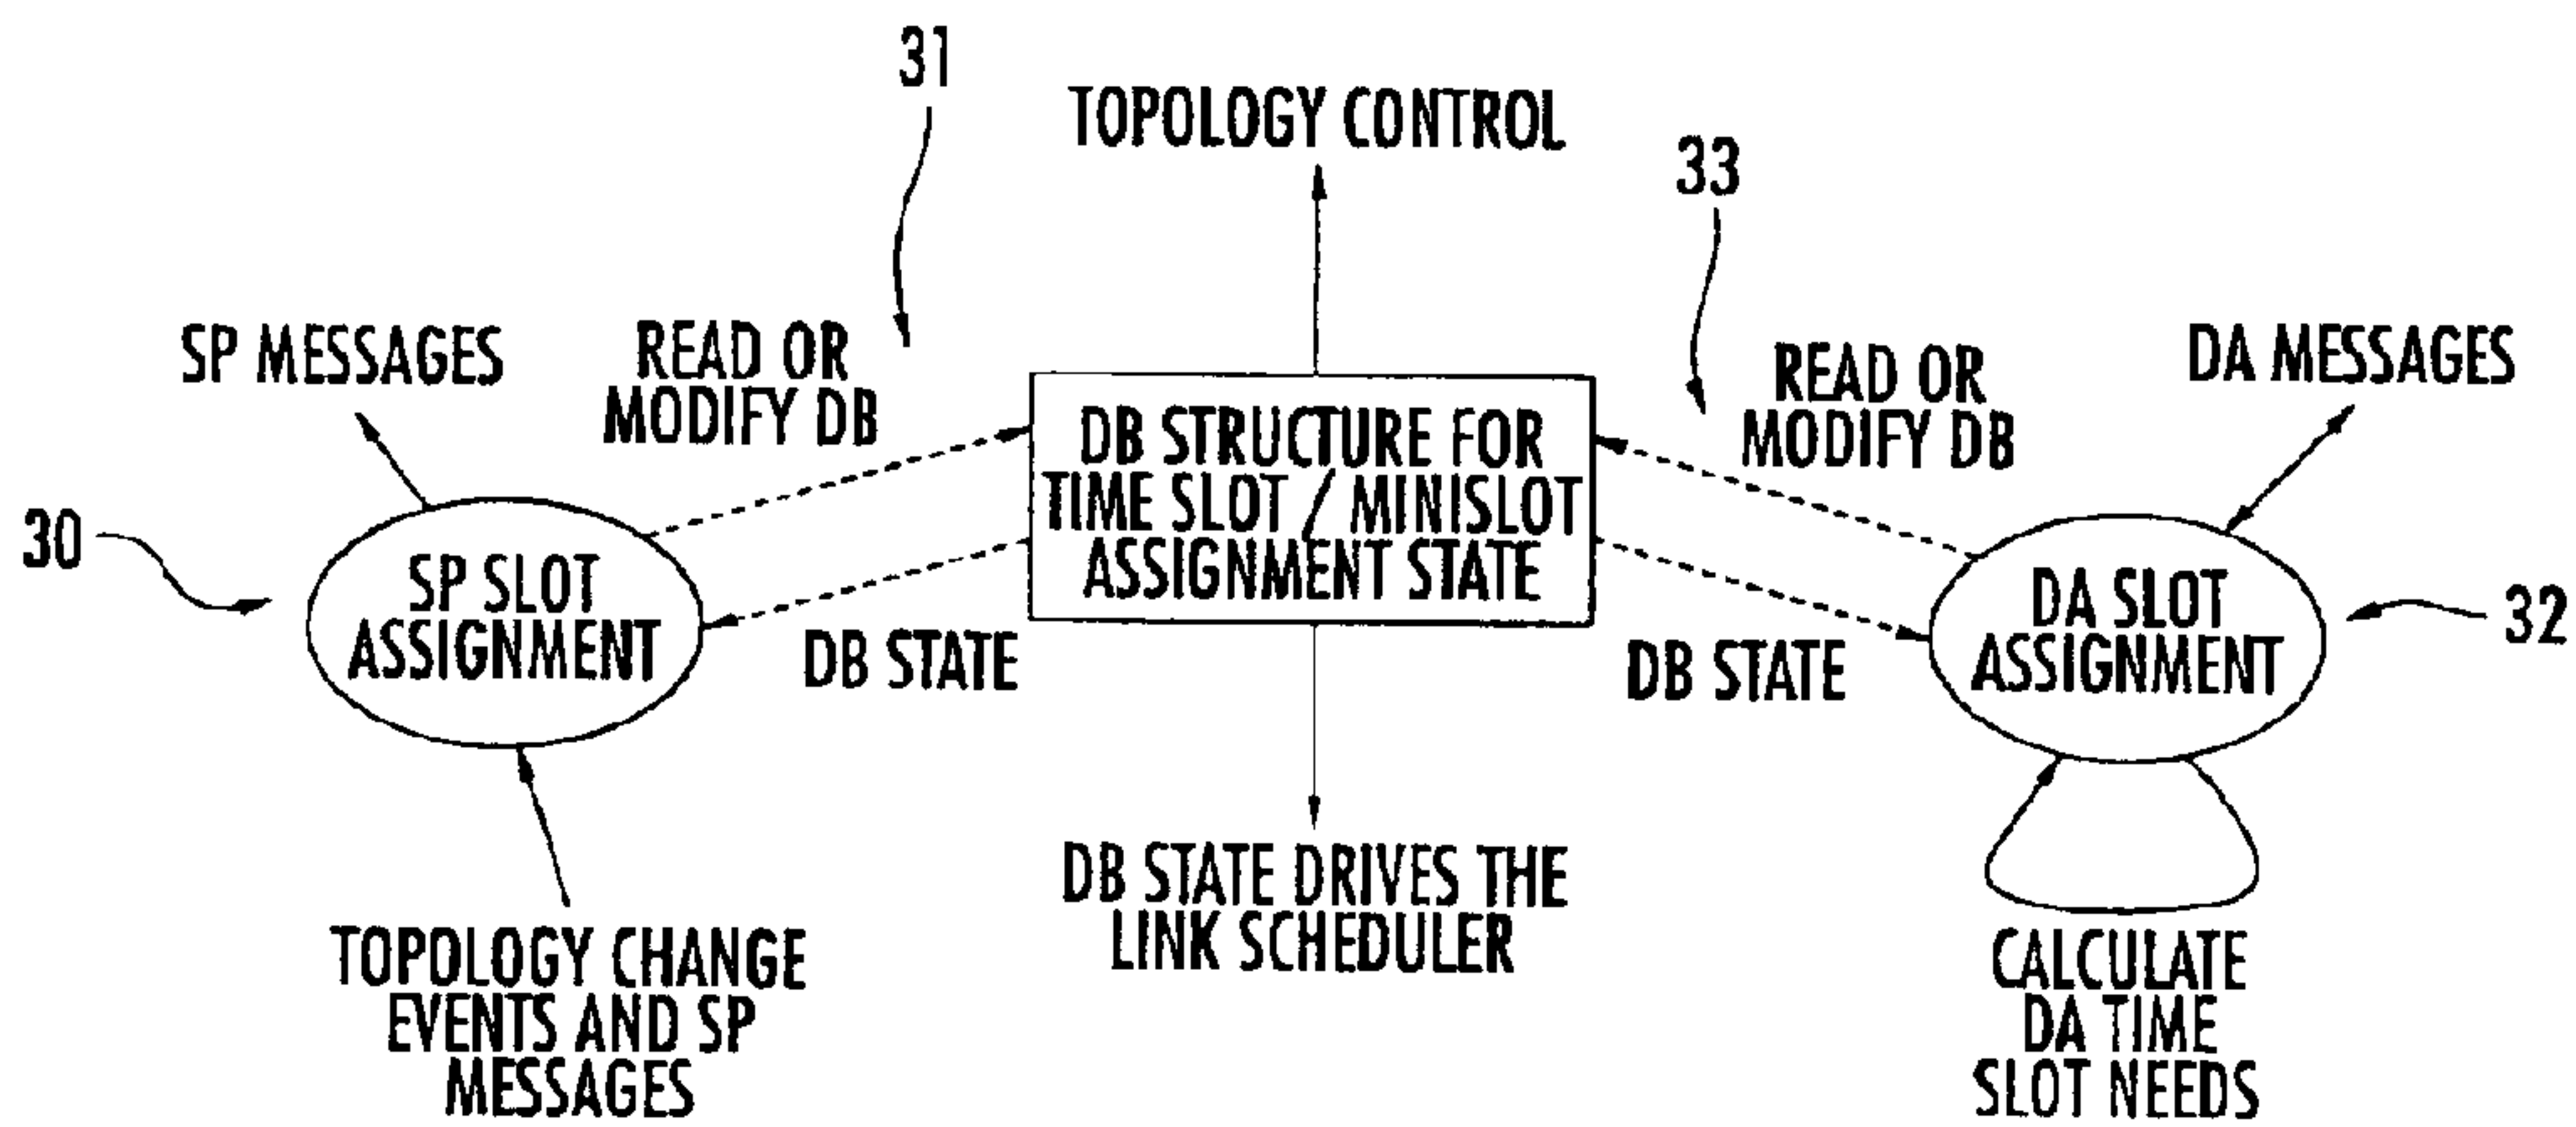 31
TOPOLOGY CONTROL
33
SP MESSAGES
READ OR
MODIFY DB
READ OR
MODIFY DB
DA MESSAGES
DB STRUCTURE FOR
TIME SLOT / MINISLOT
ASSIGNMENT STATE
30
SP SLOT
ASSIGNMENT
DA SLOT
ASSIGNMENT
32
DB STATE
DB STATE
DB STATE DRIVES THE
LINK SCHEDULER
TOPOLOGY CHANGE
EVENTS AND SP
MESSAGES
CALCULATE
DA TIME
SLOT NEEDS